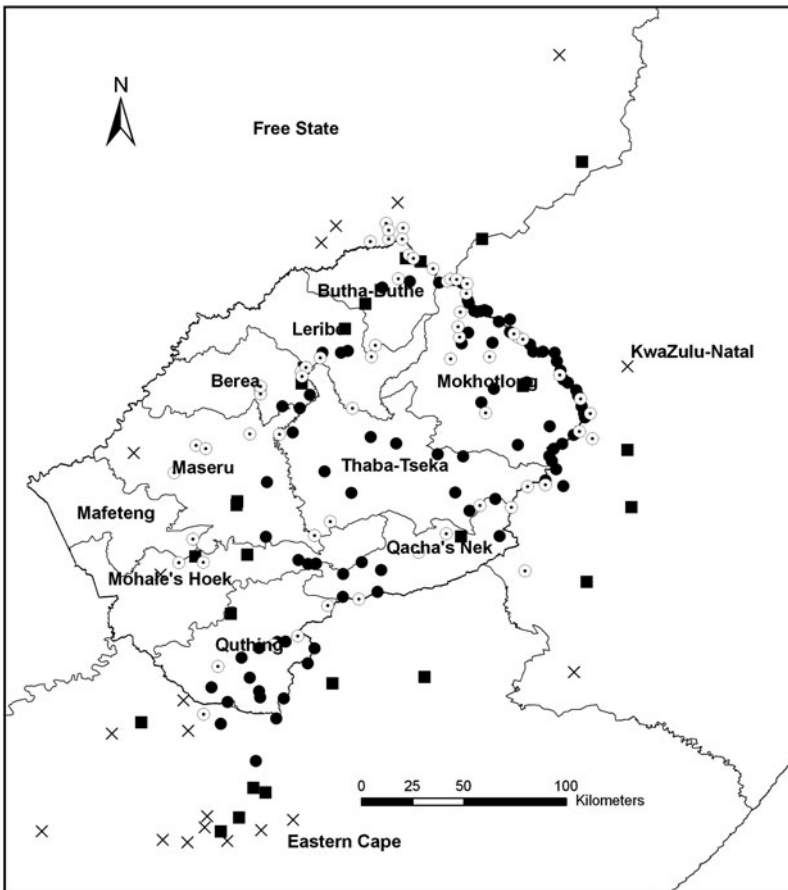 N
Free State
Butha-Buthe
Leribe
KwaZulu-Natal
Berea
Mokhotlong
Maseru
Thaba-Tseka
Mafeteng
Qacha's Nek
Mohale's Hoek
Quthing
0 25 50 100
Kilometers
Eastern Cape